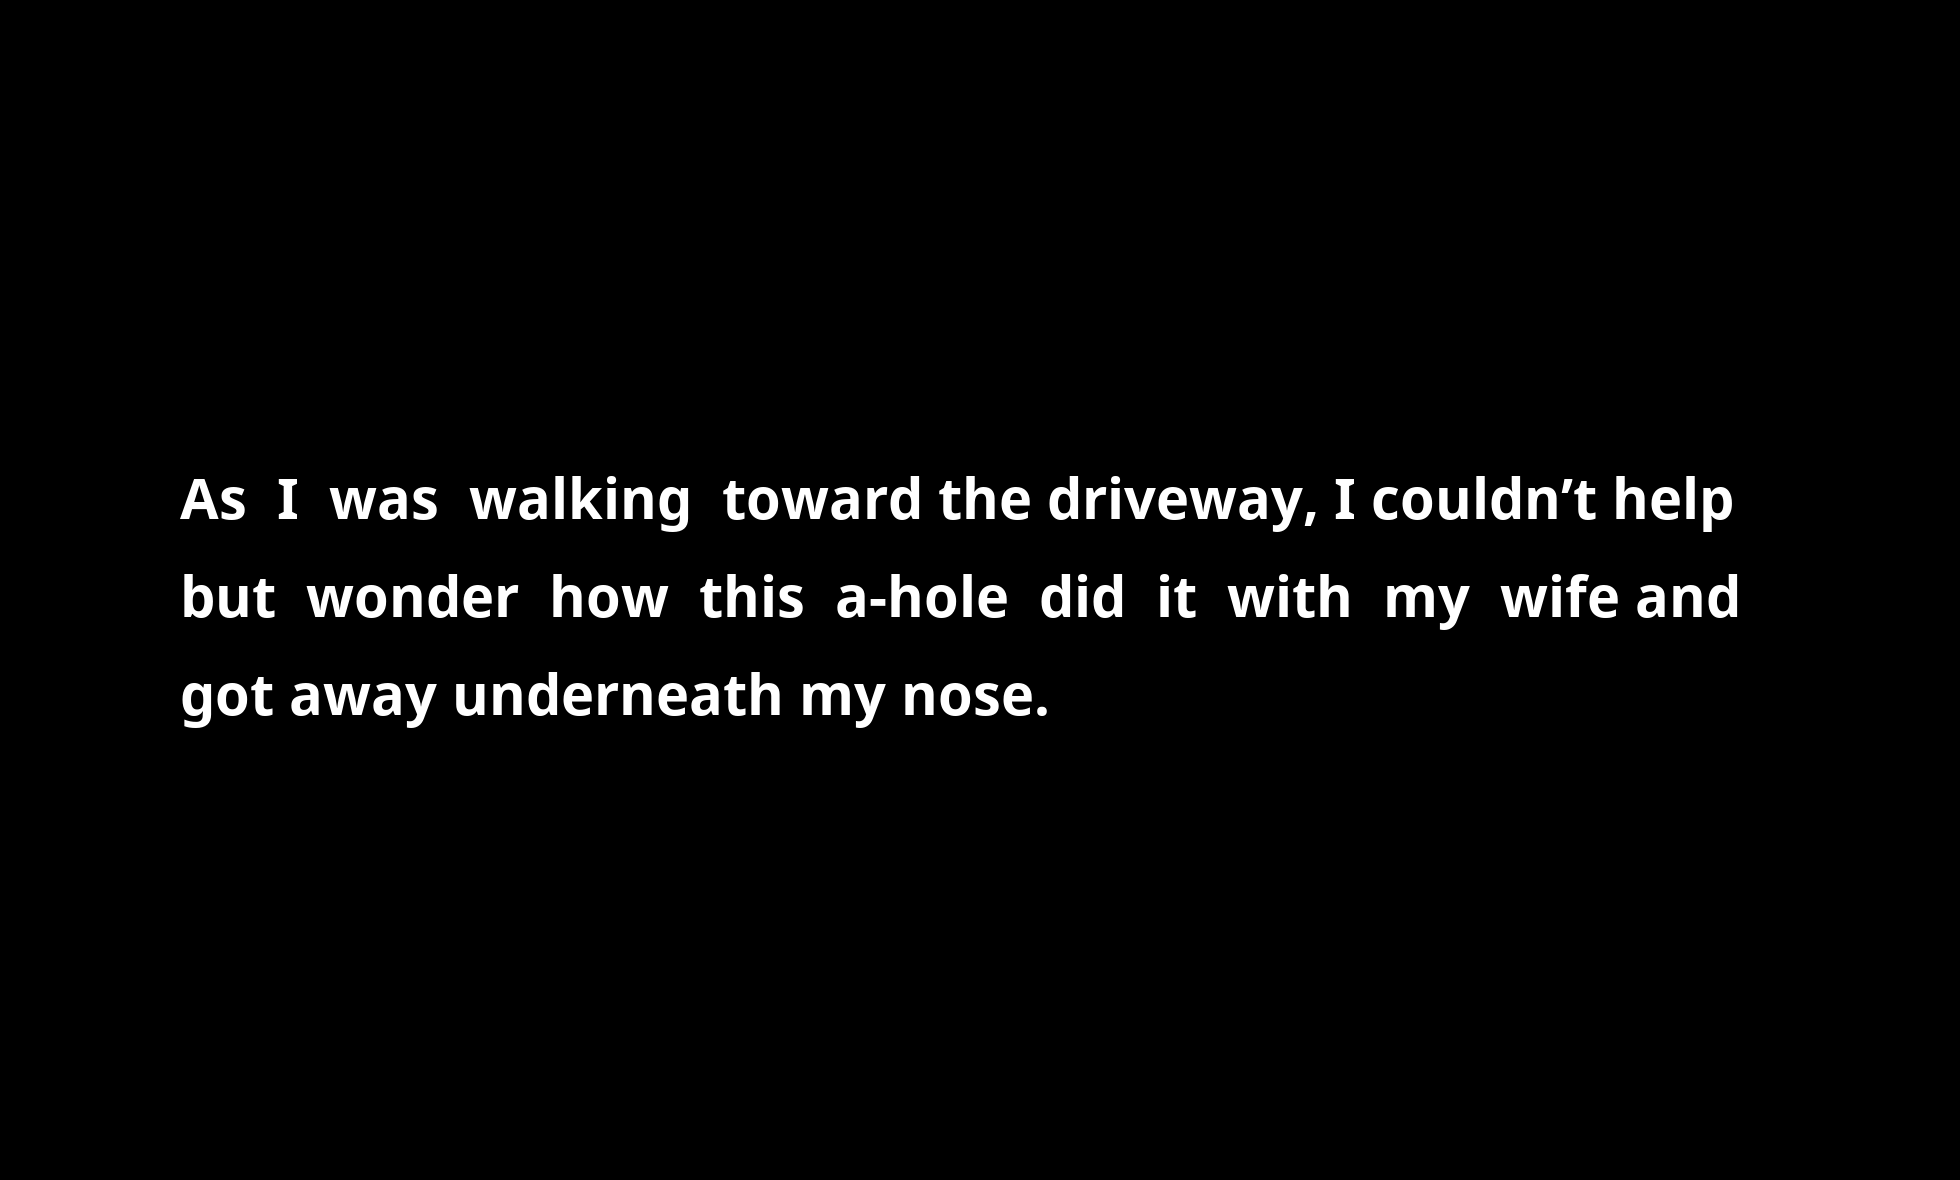 As I was walking toward the driveway, I couldn’t help
but wonder how this a-hole did it with my wife and
got away underneath my nose.